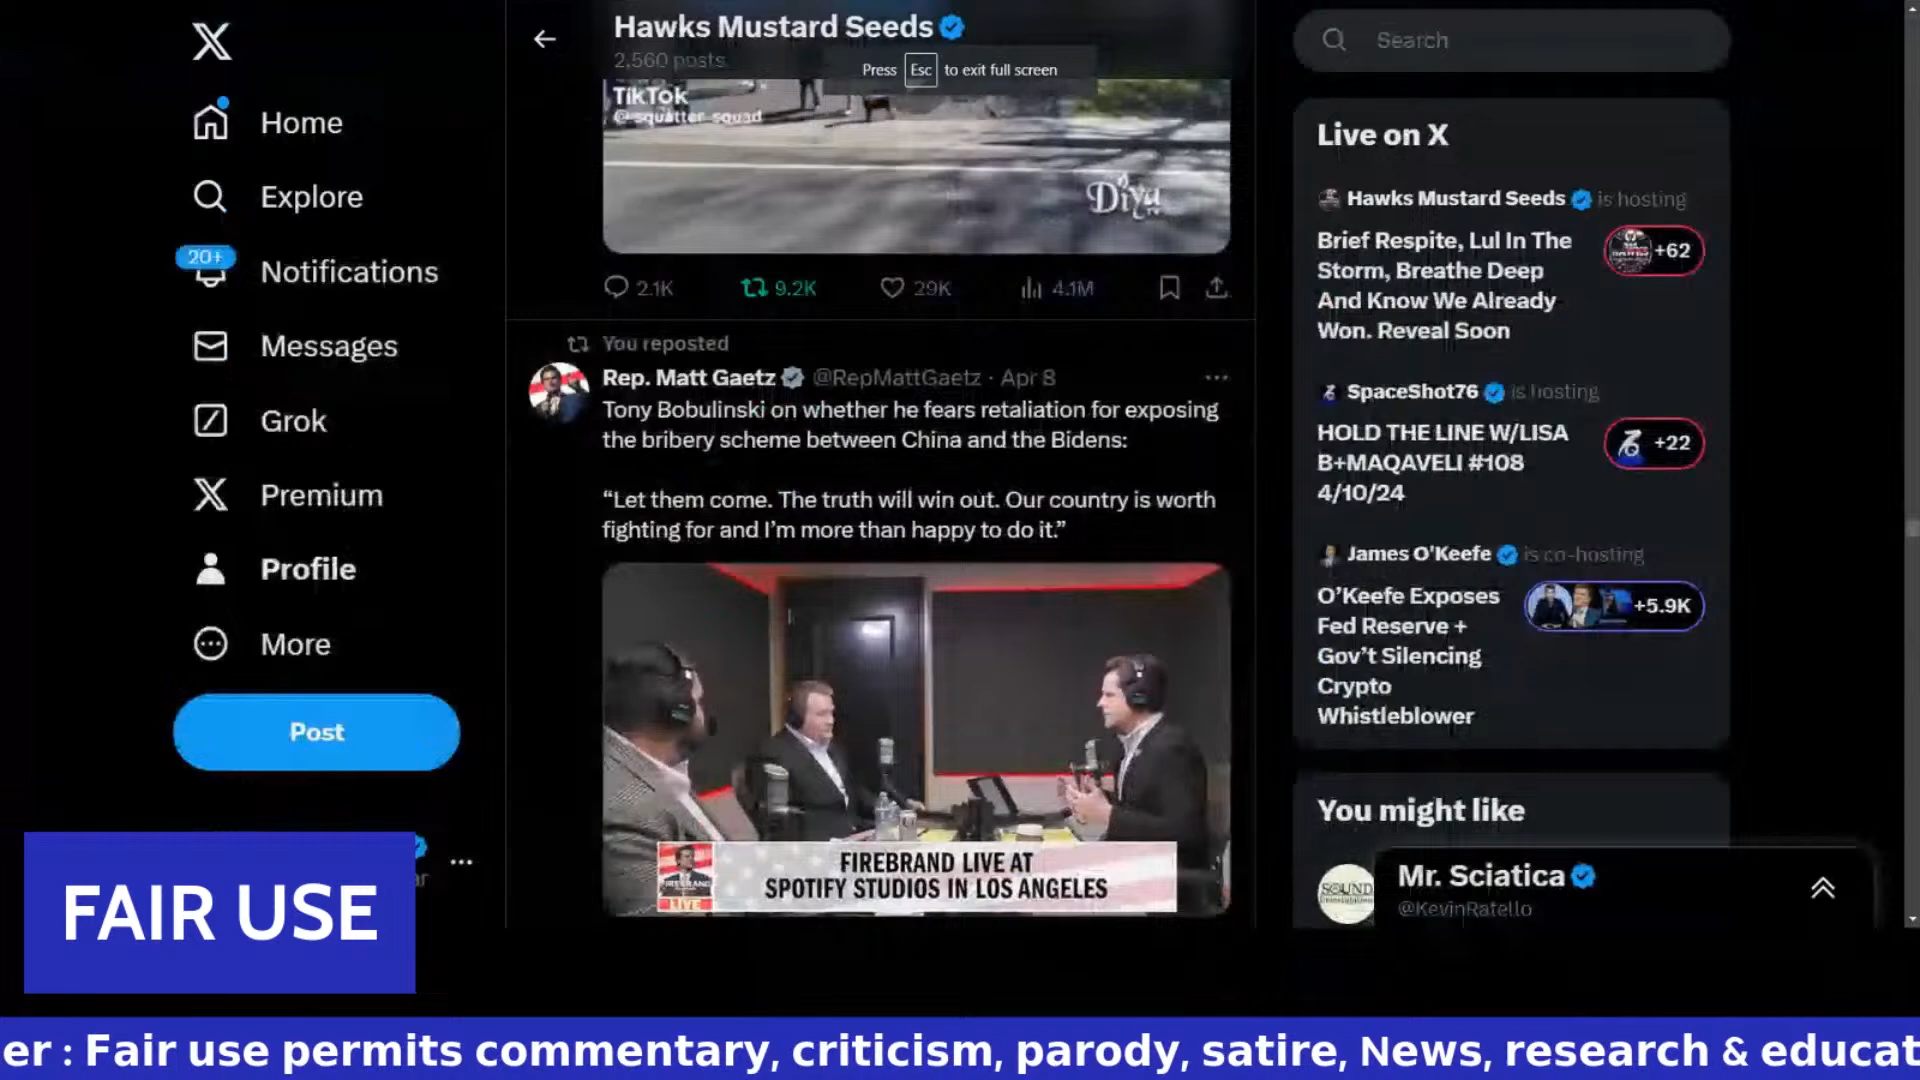 Hawks Mustard Seeds
2,560 posts
Press Esc to exit full screen
TikTok
@squatter_squad
Diya
2.1K 9.2K 29K 4.1M
You reposted
Rep. Matt Gaetz @RepMattGaetz · Apr 8
Tony Bobulinski on whether he fears retaliation for exposing
the bribery scheme between China and the Bidens:
“Let them come. The truth will win out. Our country is worth
fighting for and I’m more than happy to do it.”
FIREBRAND LIVE AT
SPOTIFY STUDIOS IN LOS ANGELES
LIVE
Home
Explore
20+
Notifications
Messages
Grok
Premium
Profile
More
Post
Search
Live on X
Hawks Mustard Seeds is hosting
Brief Respite, Lul In The
Storm, Breathe Deep
And Know We Already
Won. Reveal Soon
+62
SpaceShot76 is hosting
HOLD THE LINE W/LISA
B+MAQAVELI #108
4/10/24
+22
James O'Keefe is co-hosting
O’Keefe Exposes
Fed Reserve +
Gov’t Silencing
Crypto
Whistleblower
+5.9K
You might like
SOUND
Mr. Sciatica
@KevinRatello
FAIR USE
er : Fair use permits commentary, criticism, parody, satire, News, research & educat